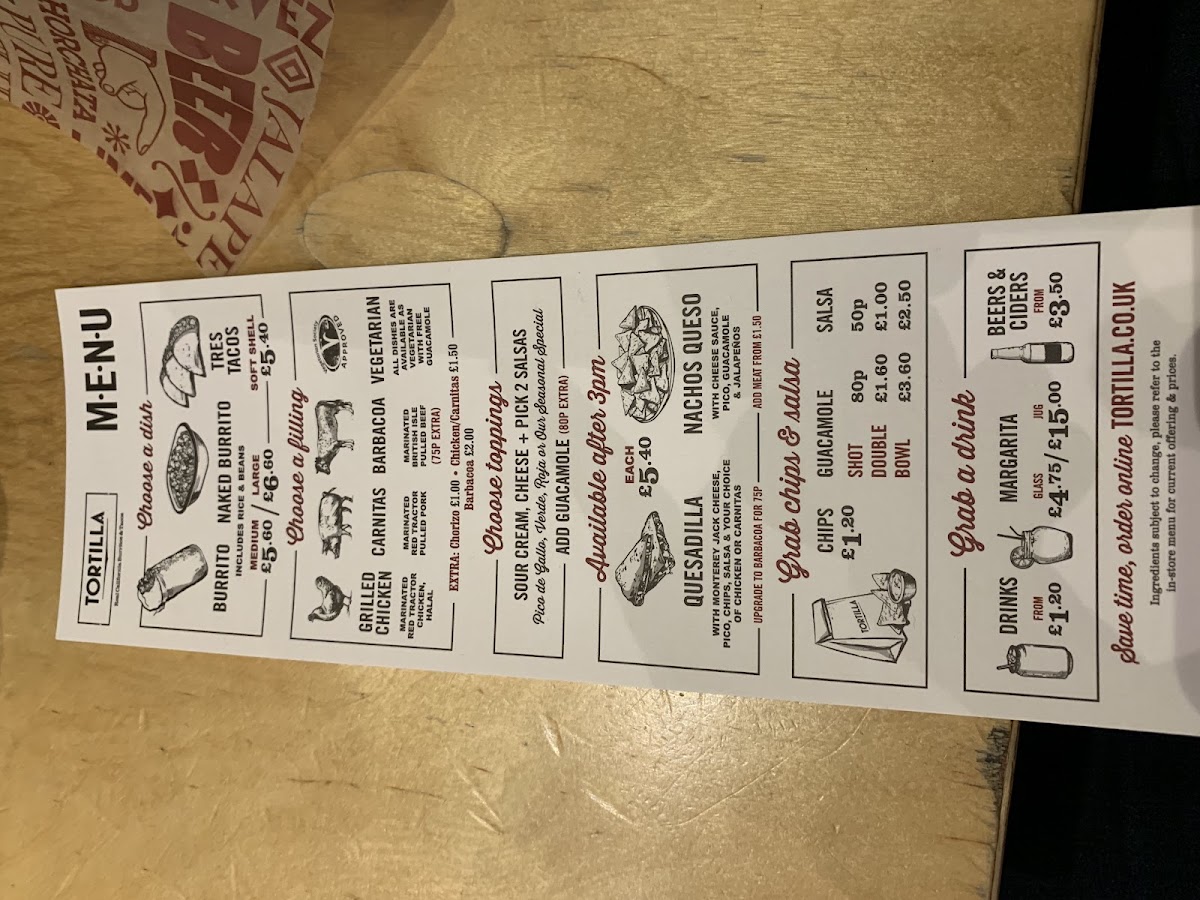 TORTILLA
M·E·N·U
Choose a dish
BURRITO
NAKED BURRITO
TRES
TACOS
INCLUDES RICE & BEANS
MEDIUM / LARGE
£5.60 / £6.60
SOFT SHELL
£5.40
Choose a filling
APPROVED
GRILLED
CHICKEN
MARINATED
RED TRACTOR
CHICKEN,
HALAL
CARNITAS
MARINATED
RED TRACTOR
PULLED PORK
BARBACOA
MARINATED
BRITISH ISLE
PULLED BEEF
(75P EXTRA)
VEGETARIAN
ALL DISHES ARE
AVAILABLE AS
VEGETARIAN
WITH FREE
GUACAMOLE
EXTRA: Chorizo £1.00 • Chicken/Carnitas £1.50
Barbacoa £2.00
Choose toppings
SOUR CREAM, CHEESE + PICK 2 SALSAS
Pico de Gallo, Verde, Roja or Our Seasonal Special
ADD GUACAMOLE (80P EXTRA)
Available after 3pm
EACH
£5.40
QUESADILLA
WITH MONTEREY JACK CHEESE,
PICO, CHIPS, SALSA & YOUR CHOICE
OF CHICKEN OR CARNITAS
UPGRADE TO BARBACOA FOR 75P
NACHOS QUESO
WITH CHEESE SAUCE,
PICO, GUACAMOLE
& JALAPEÑOS
ADD MEAT FROM £1.50
Grab chips & salsa
TORTILLA
CHIPS GUACAMOLE SALSA
£1.20
SHOT 80p 50p
DOUBLE £1.60 £1.00
BOWL £3.60 £2.50
Grab a drink
DRINKS
FROM
£1.20
MARGARITA
GLASS JUG
£4.75/£15.00
BEERS &
CIDERS
FROM
£3.50
Save time, order online TORTILLA.CO.UK
Ingredients subject to change, please refer to the
in-store menu for current offering & prices.
BEER
JALAPE
HORCHATA
PURE